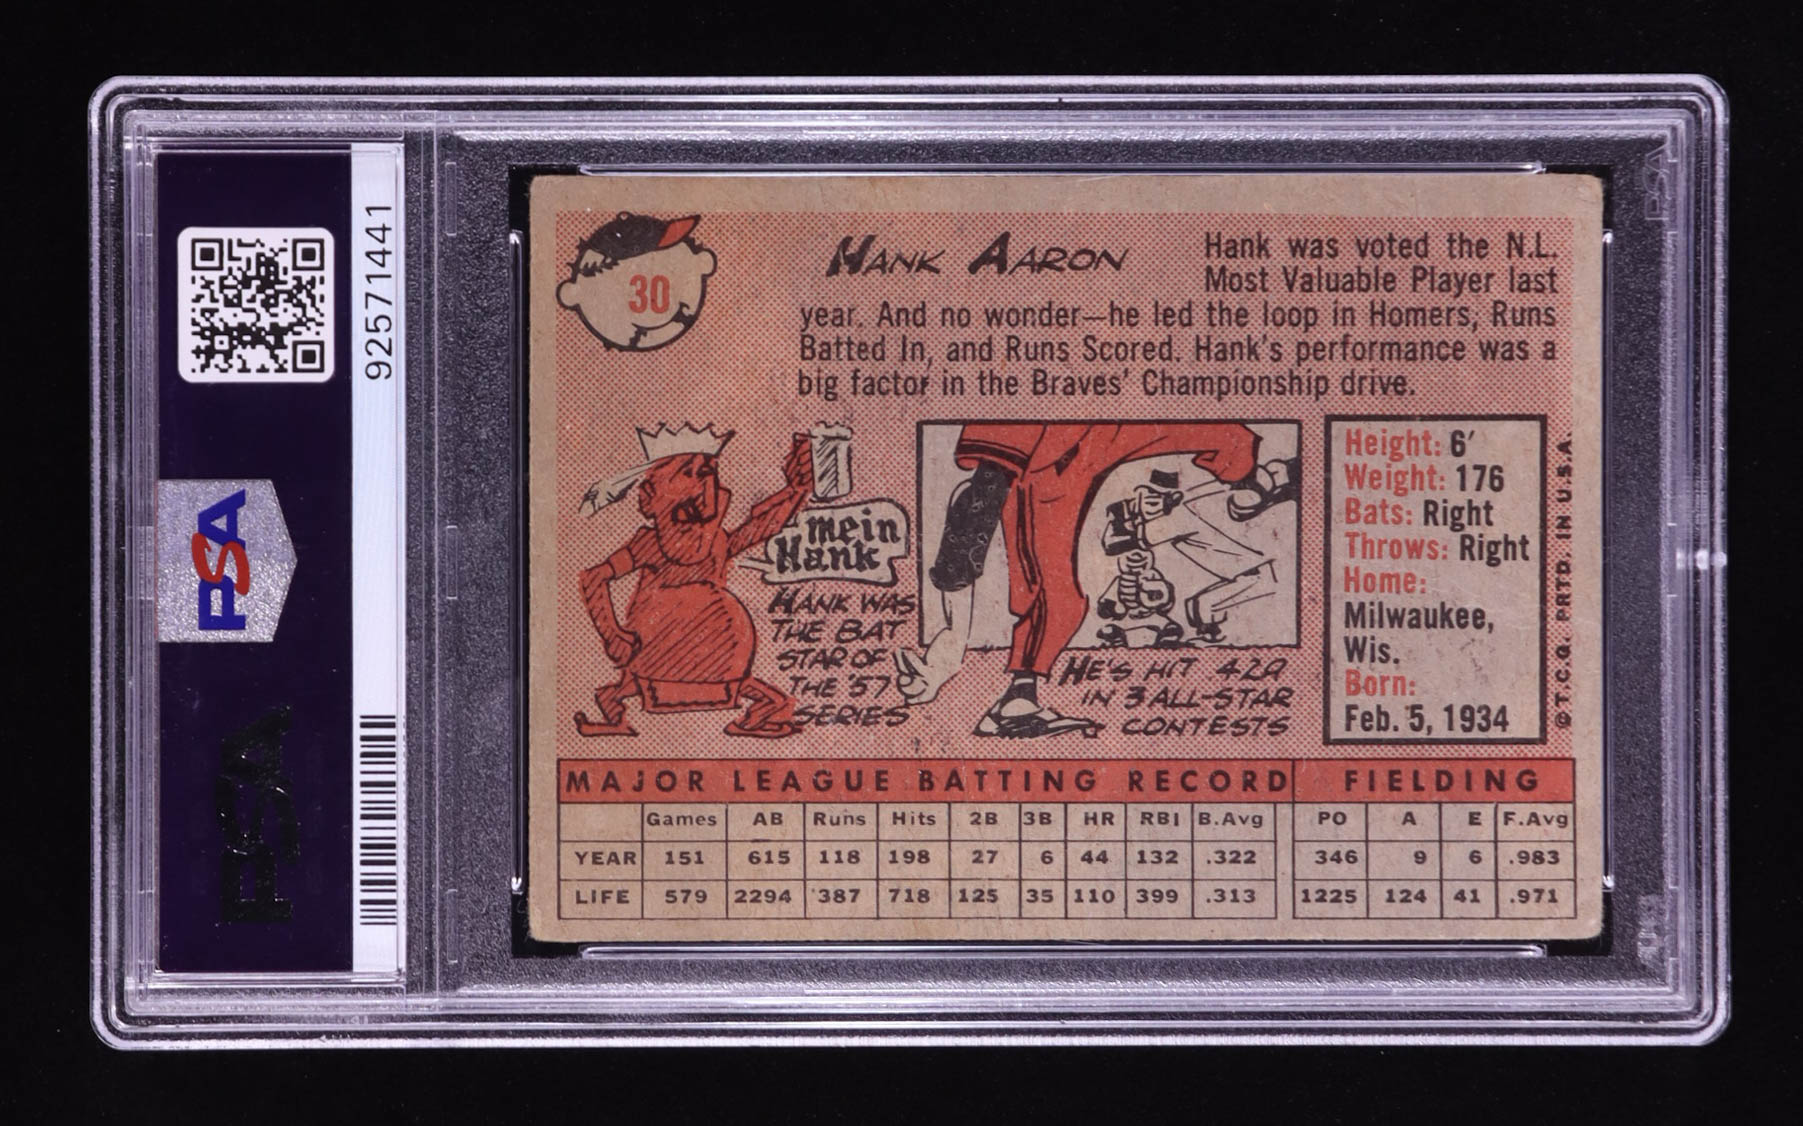 92571441
PSA
PSA
30
HANK AARON
Hank was voted the N.L.
Most Valuable Player last
year. And no wonder—he led the loop in Homers, Runs
Batted In, and Runs Scored. Hank's performance was a
big factor in the Braves' Championship drive.
mein
Hank
HANK WAS
THE BAT
STAR OF
THE '57
SERIES
HE'S HIT .429
IN 3 ALL-STAR
CONTESTS
Height: 6'
Weight: 176
Bats: Right
Throws: Right
Home:
Milwaukee,
Wis.
Born:
Feb. 5, 1934
© T.C.G. PRTD. IN U.S.A.
MAJOR LEAGUE BATTING RECORD FIELDING
Games AB Runs Hits 2B 3B HR RBI B.Avg PO A E F.Avg
YEAR 151 615 118 198 27 6 44 132 .322 346 9 6 .983
LIFE 579 2294 387 718 125 35 110 399 .313 1225 124 41 .971
PSA